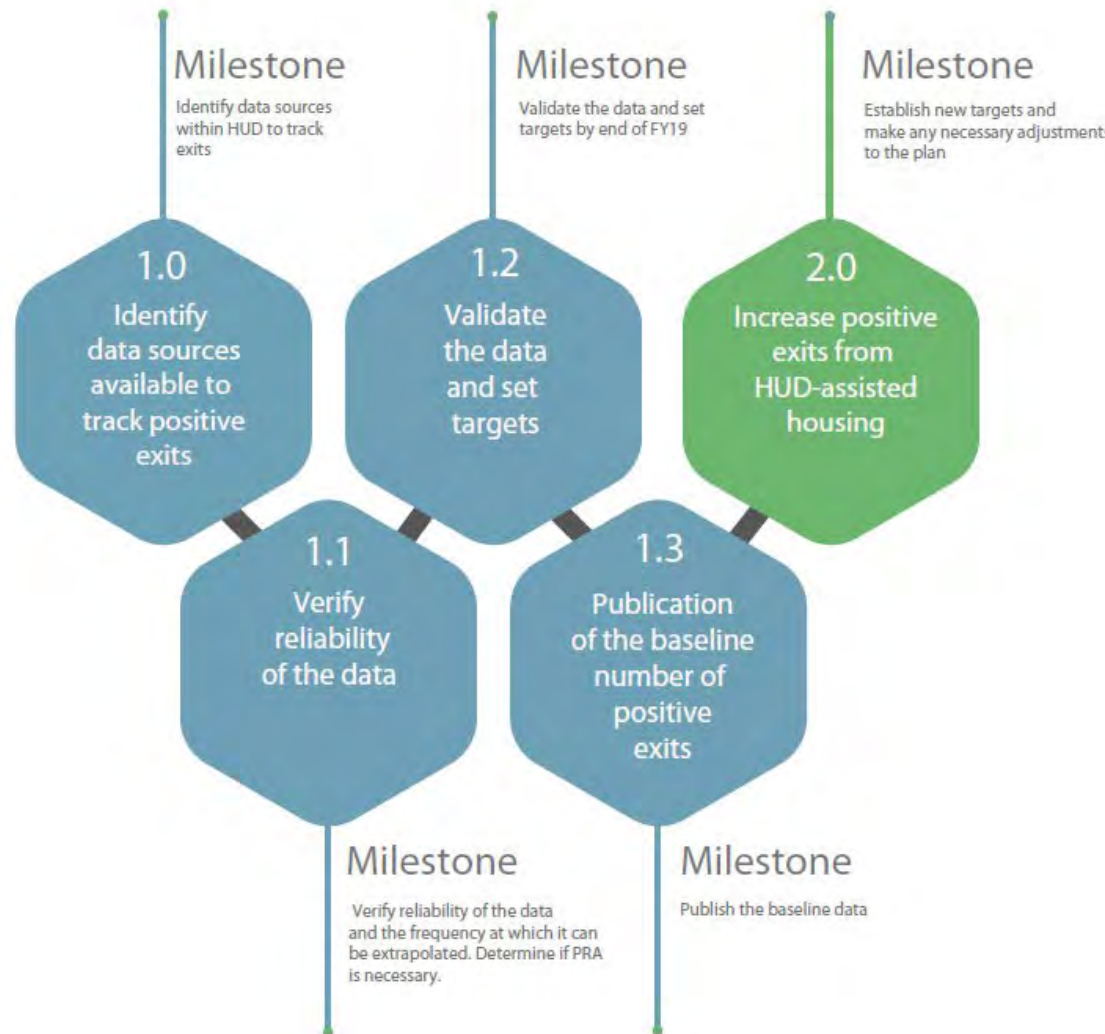 Milestone
Identify data sources
within HUD to track
exits
Milestone
Validate the data and set
targets by end of FY19
Milestone
Establish new targets and
make any necessary adjustments
to the plan
1.0
Identify
data sources
available to
track positive
exits
1.2
Validate
the data
and set
targets
2.0
Increase positive
exits from
HUD-assisted
housing
1.1
Verify
reliability
of the data
1.3
Publication
of the baseline
number of
positive
exits
Milestone
Verify reliability of the data
and the frequency at which it can
be extrapolated. Determine if PRA
is necessary.
Milestone
Publish the baseline data